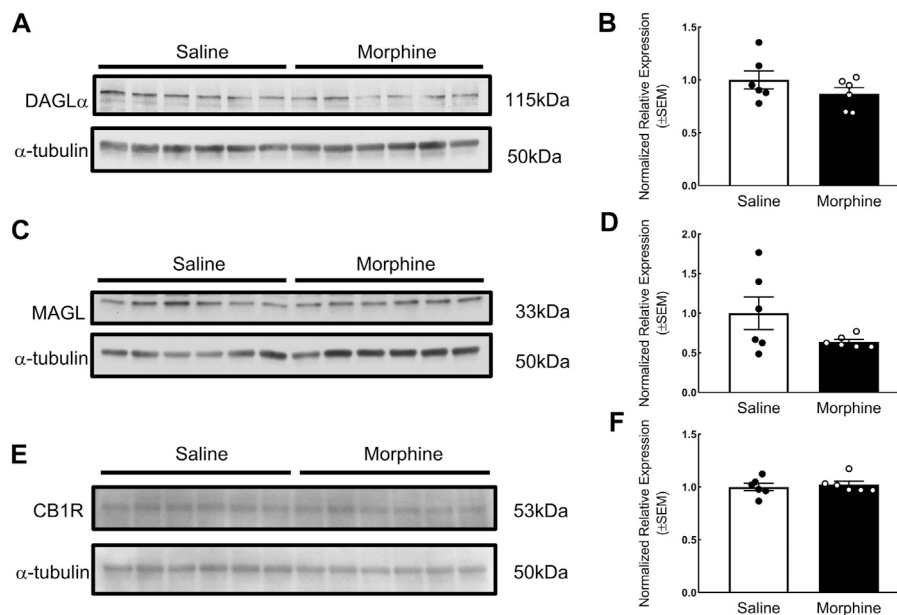 A
Saline Morphine
DAGLα 115kDa
α-tubulin 50kDa
B
Normalized Relative Expression
(±SEM)
1.5
1.0
0.5
0.0
Saline Morphine
C
Saline Morphine
MAGL 33kDa
α-tubulin 50kDa
D
Normalized Relative Expression
(±SEM)
2.0
1.5
1.0
0.5
0.0
Saline Morphine
E
Saline Morphine
CB1R 53kDa
α-tubulin 50kDa
F
Normalized Relative Expression
(±SEM)
1.5
1.0
0.5
0.0
Saline Morphine